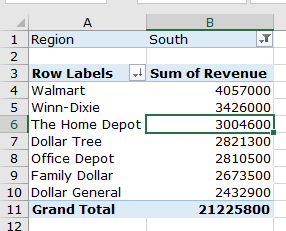 A B
1 Region South
2
3 Row Labels Sum of Revenue
4 Walmart 4057000
5 Winn-Dixie 3426000
6 The Home Depot 3004600
7 Dollar Tree 2821300
8 Office Depot 2810500
9 Family Dollar 2673500
10 Dollar General 2432900
11 Grand Total 21225800
12